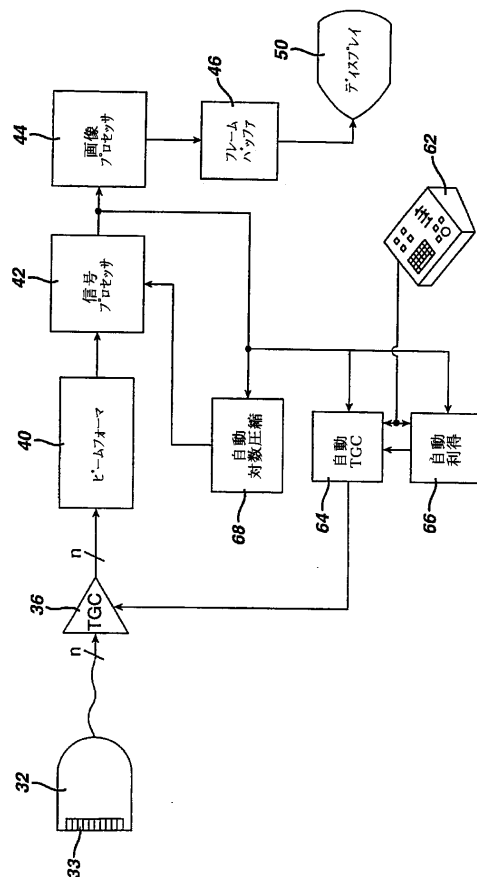 32
33
n
36
TGC
n
40
ビームフォーマ
42
信号
プロセッサ
44
画像
プロセッサ
46
フレーム
バッファ
50
ディスプレイ
68
自動
対数圧縮
64
自動
TGC
66
自動
利得
62